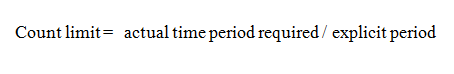 Count limit = actual time period required / explicit period